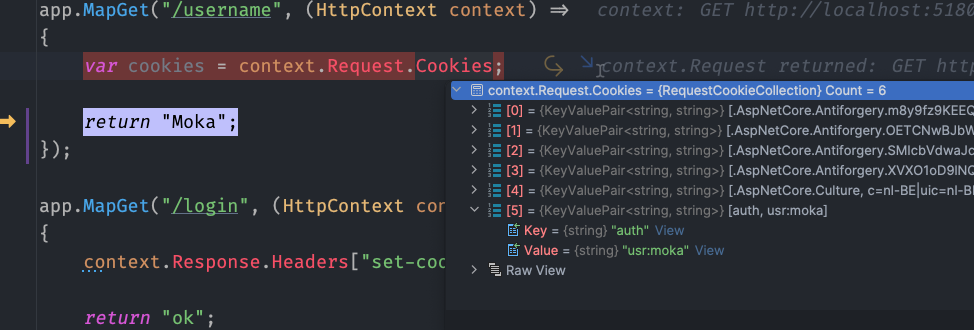 app.MapGet("/username", (HttpContext context) => context: GET http://localhost:5180
{
var cookies = context.Request.Cookies; context.Request returned: GET htt
context.Request.Cookies = {RequestCookieCollection} Count = 6
[0] = {KeyValuePair<string, string>} [.AspNetCore.Antiforgery.m8y9fz9KEEQ
return "Moka";
[1] = {KeyValuePair<string, string>} [.AspNetCore.Antiforgery.OETCNwBJbW
});
[2] = {KeyValuePair<string, string>} [.AspNetCore.Antiforgery.SMIcbVdwaJc
[3] = {KeyValuePair<string, string>} [.AspNetCore.Antiforgery.XVXO1oD9lNQ
[4] = {KeyValuePair<string, string>} [.AspNetCore.Culture, c=nl-BE|uic=nl-B
app.MapGet("/login", (HttpContext con
[5] = {KeyValuePair<string, string>} [auth, usr:moka]
{
Key = {string} "auth" View
Value = {string} "usr:moka" View
context.Response.Headers["set-coo
Raw View
return "ok";